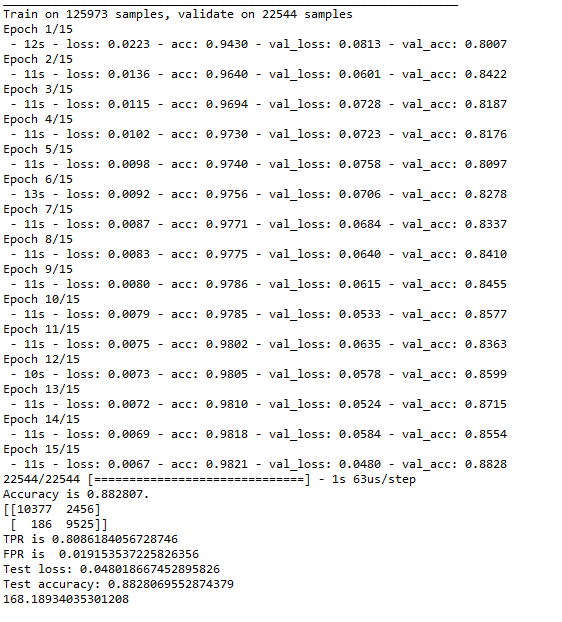 Train on 125973 samples, validate on 22544 samples
Epoch 1/15
- 12s - loss: 0.0223 - acc: 0.9430 - val_loss: 0.0813 - val_acc: 0.8007
Epoch 2/15
- 11s - loss: 0.0136 - acc: 0.9640 - val_loss: 0.0601 - val_acc: 0.8422
Epoch 3/15
- 11s - loss: 0.0115 - acc: 0.9694 - val_loss: 0.0728 - val_acc: 0.8187
Epoch 4/15
- 11s - loss: 0.0102 - acc: 0.9730 - val_loss: 0.0723 - val_acc: 0.8176
Epoch 5/15
- 11s - loss: 0.0098 - acc: 0.9740 - val_loss: 0.0758 - val_acc: 0.8097
Epoch 6/15
- 13s - loss: 0.0092 - acc: 0.9756 - val_loss: 0.0706 - val_acc: 0.8278
Epoch 7/15
- 11s - loss: 0.0087 - acc: 0.9771 - val_loss: 0.0684 - val_acc: 0.8337
Epoch 8/15
- 11s - loss: 0.0083 - acc: 0.9775 - val_loss: 0.0640 - val_acc: 0.8410
Epoch 9/15
- 11s - loss: 0.0080 - acc: 0.9786 - val_loss: 0.0615 - val_acc: 0.8455
Epoch 10/15
- 11s - loss: 0.0079 - acc: 0.9785 - val_loss: 0.0533 - val_acc: 0.8577
Epoch 11/15
- 11s - loss: 0.0075 - acc: 0.9802 - val_loss: 0.0635 - val_acc: 0.8363
Epoch 12/15
- 10s - loss: 0.0073 - acc: 0.9805 - val_loss: 0.0578 - val_acc: 0.8599
Epoch 13/15
- 11s - loss: 0.0072 - acc: 0.9810 - val_loss: 0.0524 - val_acc: 0.8715
Epoch 14/15
- 11s - loss: 0.0069 - acc: 0.9818 - val_loss: 0.0584 - val_acc: 0.8554
Epoch 15/15
- 11s - loss: 0.0067 - acc: 0.9821 - val_loss: 0.0480 - val_acc: 0.8828
22544/22544 [==============================] - 1s 63us/step
Accuracy is 0.882807.
[[10377  2456]
 [  186  9525]]
TPR is 0.8086184056728746
FPR is  0.019153537225826356
Test loss: 0.048018667452895826
Test accuracy: 0.8828069552874379
168.18934035301208